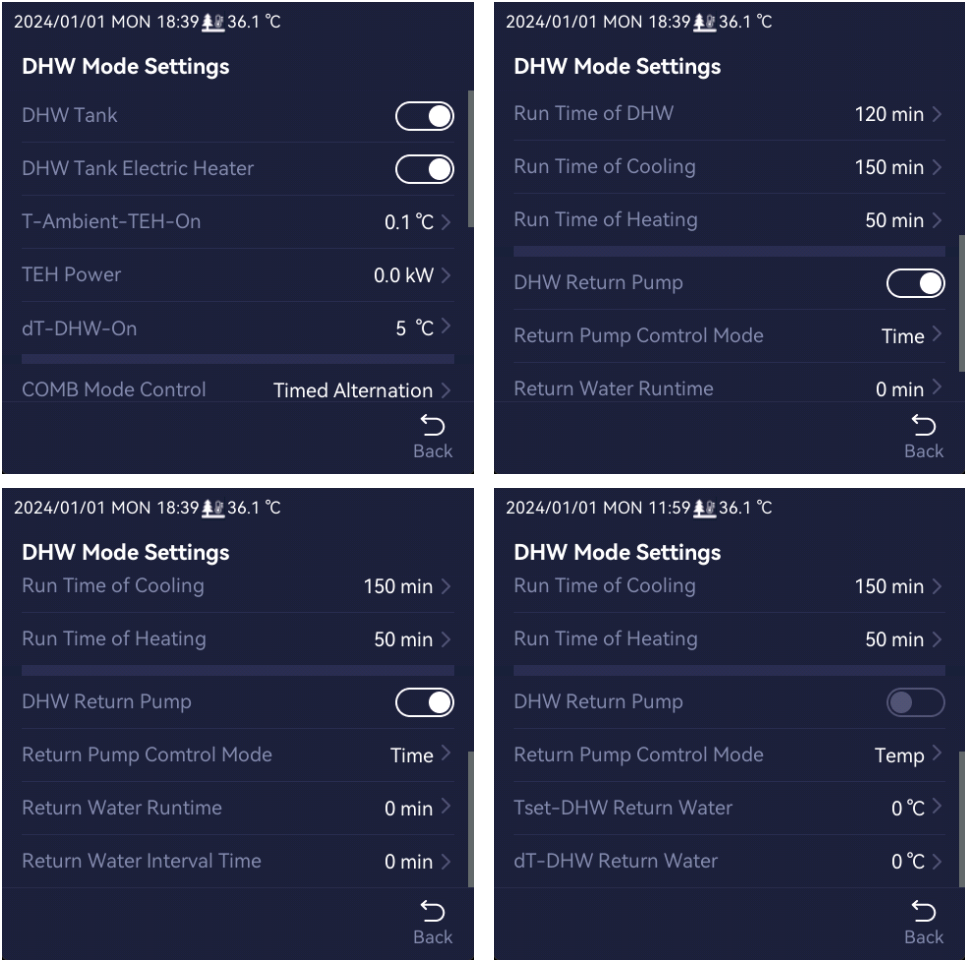 2024/01/01 MON 18:39 36.1 ℃
DHW Mode Settings
DHW Tank
DHW Tank Electric Heater
T-Ambient-TEH-On 0.1 ℃
TEH Power 0.0 kW
dT-DHW-On 5 ℃
COMB Mode Control Timed Alternation
Back
2024/01/01 MON 18:39 36.1 ℃
DHW Mode Settings
Run Time of DHW 120 min
Run Time of Cooling 150 min
Run Time of Heating 50 min
DHW Return Pump
Return Pump Comtrol Mode Time
Return Water Runtime 0 min
Back
2024/01/01 MON 18:39 36.1 ℃
DHW Mode Settings
Run Time of Cooling 150 min
Run Time of Heating 50 min
DHW Return Pump
Return Pump Comtrol Mode Time
Return Water Runtime 0 min
Return Water Interval Time 0 min
Back
2024/01/01 MON 11:59 36.1 ℃
DHW Mode Settings
Run Time of Cooling 150 min
Run Time of Heating 50 min
DHW Return Pump
Return Pump Comtrol Mode Temp
Tset-DHW Return Water 0 ℃
dT-DHW Return Water 0 ℃
Back